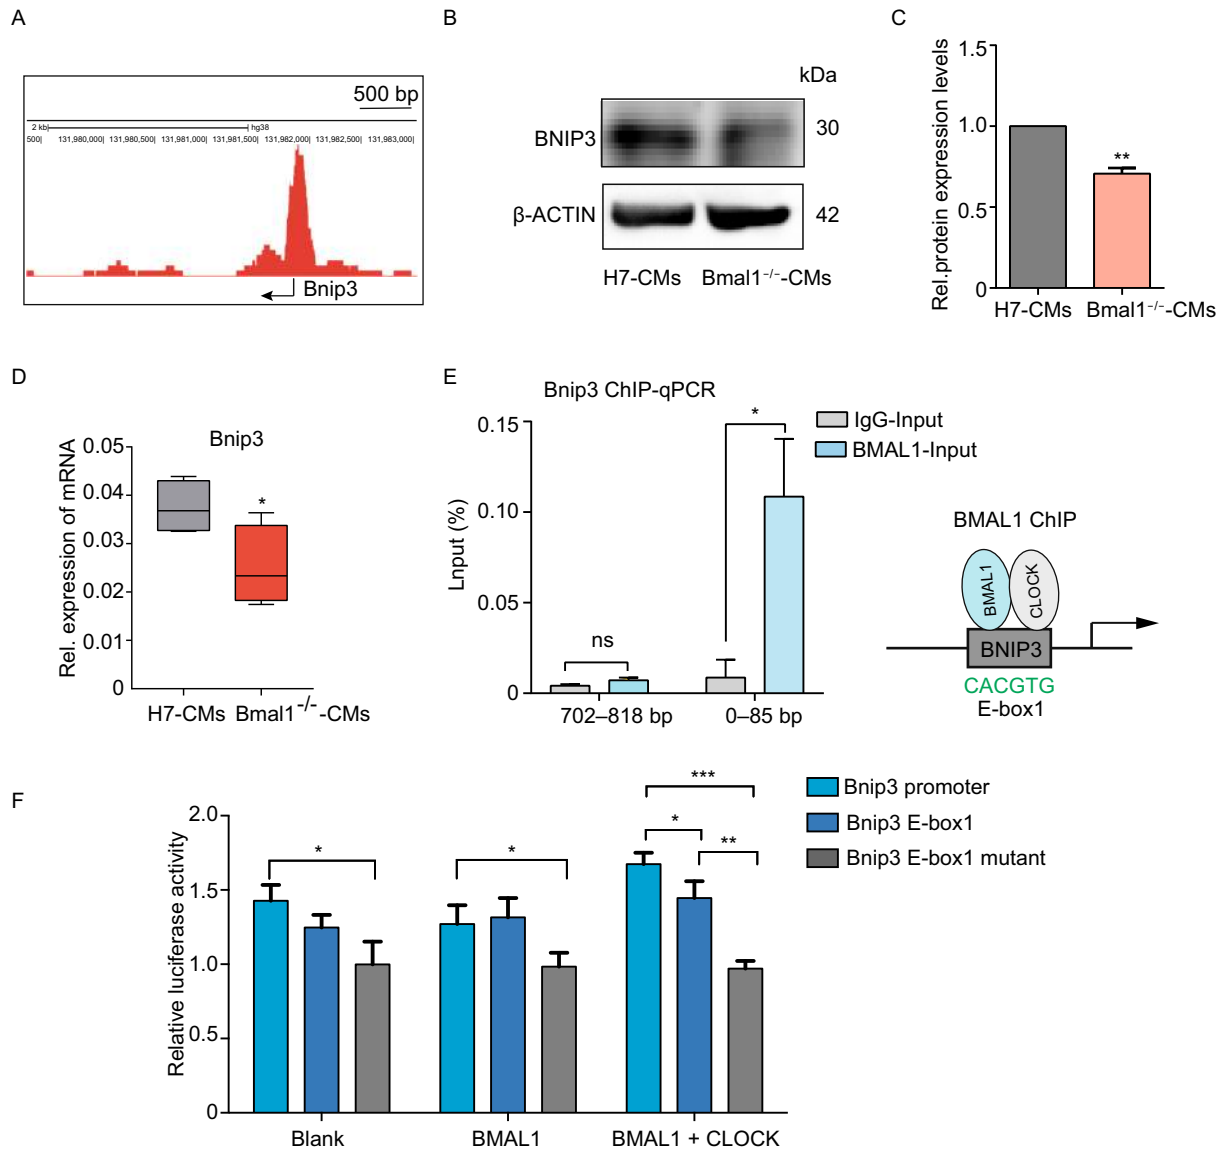 A
500 bp
2 kb hg38
500| 131,980,000| 131,980,500| 131,981,000| 131,981,500| 131,982,000| 131,982,500| 131,983,000|
Bnip3
B
kDa
BNIP3
30
β-ACTIN
42
H7-CMs Bmal1⁻/⁻-CMs
C
Rel.protein expression levels
1.5
1.0
0.5
0
**
H7-CMs Bmal1⁻/⁻-CMs
D
Bnip3
Rel. expression of mRNA
0.05
0.04
0.03
0.02
0.01
0
*
H7-CMs Bmal1⁻/⁻-CMs
E
Bnip3 ChIP-qPCR
Lnput (%)
0.15
0.10
0.05
0
ns
*
702–818 bp 0–85 bp
IgG-Input
BMAL1-Input
BMAL1 ChIP
BMAL1 CLOCK
BNIP3
CACGTG
E-box1
F
Relative luciferase activity
2.0
1.5
1.0
0.5
0
*
*
***
*
**
Blank BMAL1 BMAL1 + CLOCK
Bnip3 promoter
Bnip3 E-box1
Bnip3 E-box1 mutant